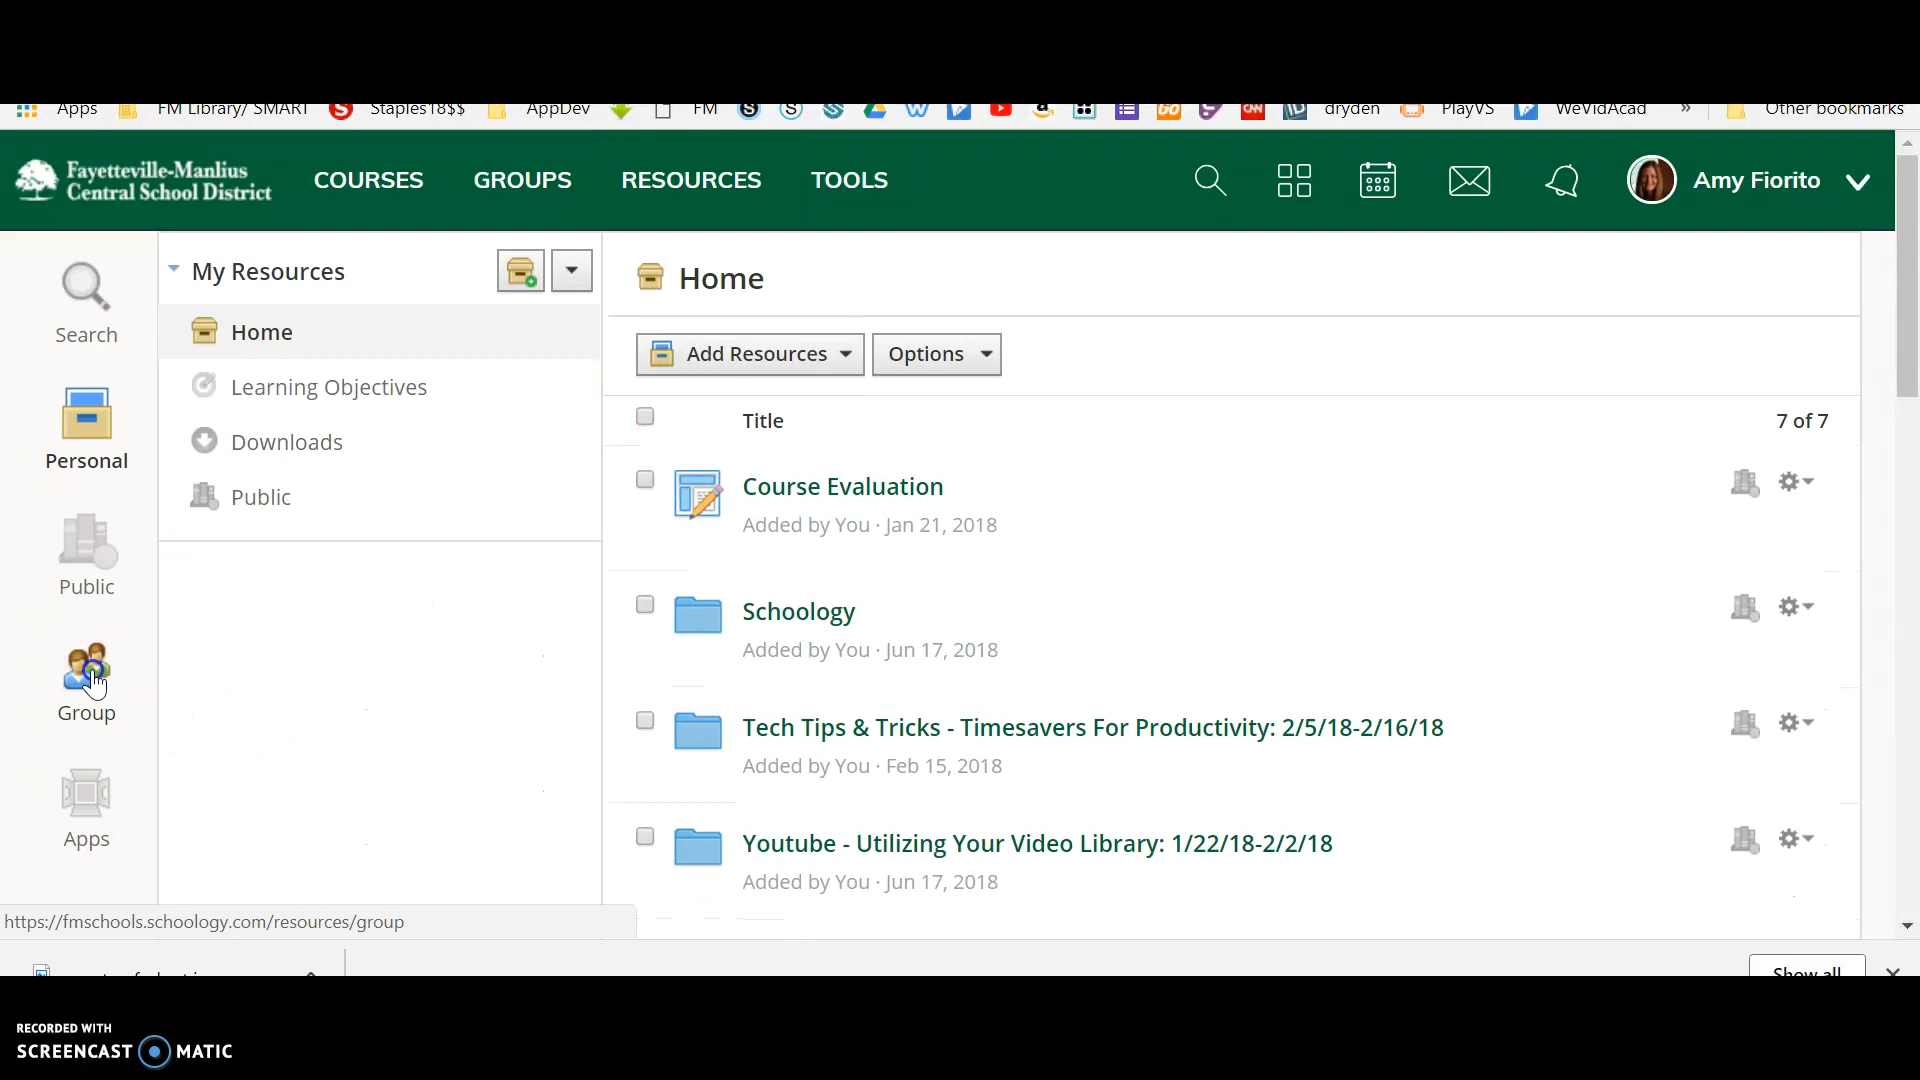 Apps FM Library/ SMART Staples18$$ AppDev FM dryden PlayVS WeVidAcad » Other bookmarks
Fayetteville-Manlius
Central School District
COURSES GROUPS RESOURCES TOOLS Amy Fiorito
Search
Personal
Public
Group
Apps
My Resources
Home
Learning Objectives
Downloads
Public
Home
Add Resources Options
Title 7 of 7
Course Evaluation
Added by You · Jan 21, 2018
Schoology
Added by You · Jun 17, 2018
Tech Tips & Tricks - Timesavers For Productivity: 2/5/18-2/16/18
Added by You · Feb 15, 2018
Youtube - Utilizing Your Video Library: 1/22/18-2/2/18
Added by You · Jun 17, 2018
https://fmschools.schoology.com/resources/group
Show all
RECORDED WITH
SCREENCAST MATIC